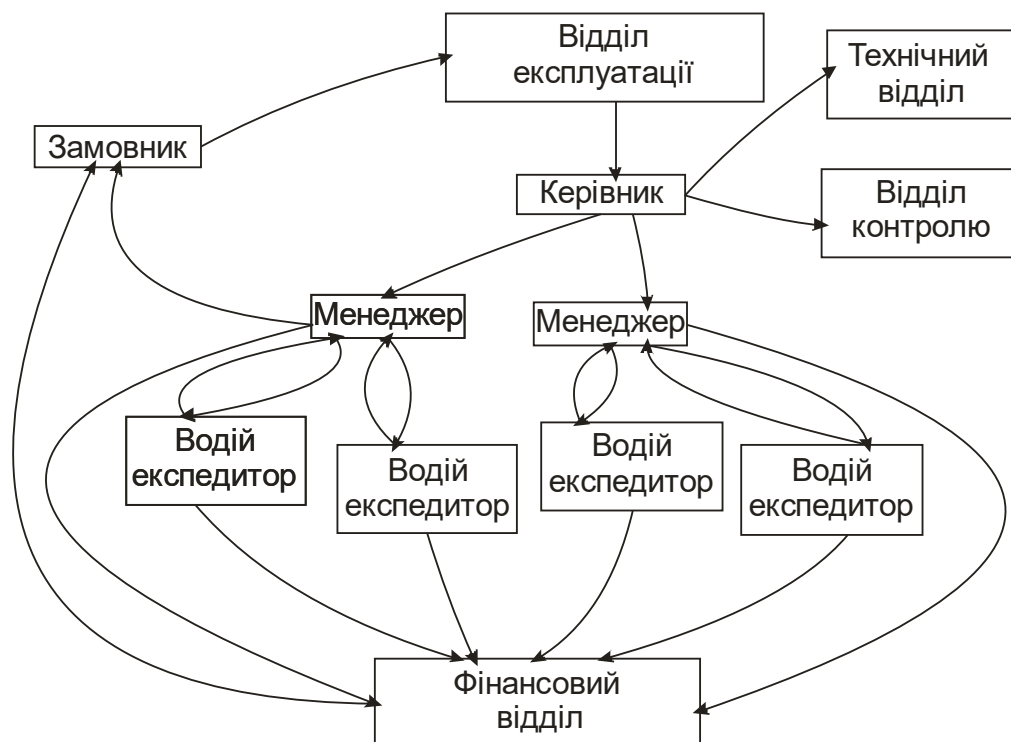 Відділ
експлуатації
Технічний
відділ
Замовник
Керівник
Відділ
контролю
Менеджер
Менеджер
Водій
експедитор
Водій
експедитор
Водій
експедитор
Водій
експедитор
Фінансовий
відділ